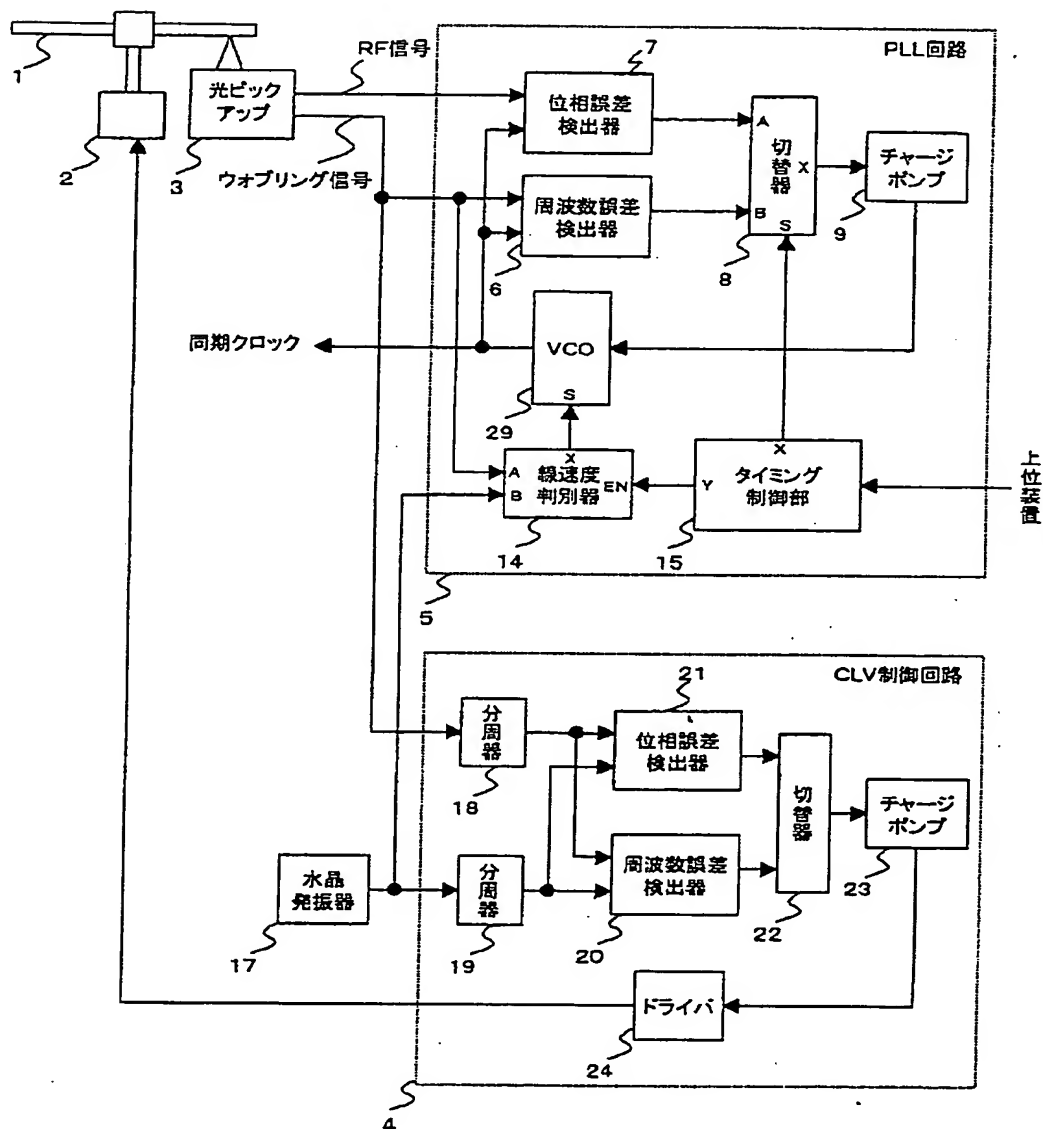 1
2
光ピック
アップ
3
RF信号
ウォブリング信号
PLL回路
7
位相誤差
検出器
周波数誤差
検出器
6
A
B
切替器
X
S
8
チャージ
ポンプ
9
同期クロック
VCO
S
29
X
A
B
線速度
判別器
EN
14
X
Y
タイミング
制御部
15
上位装置
5
CLV制御回路
21
分周器
18
位相誤差
検出器
切替器
22
チャージ
ポンプ
23
水晶
発振器
17
分周器
19
周波数誤差
検出器
20
ドライバ
24
4